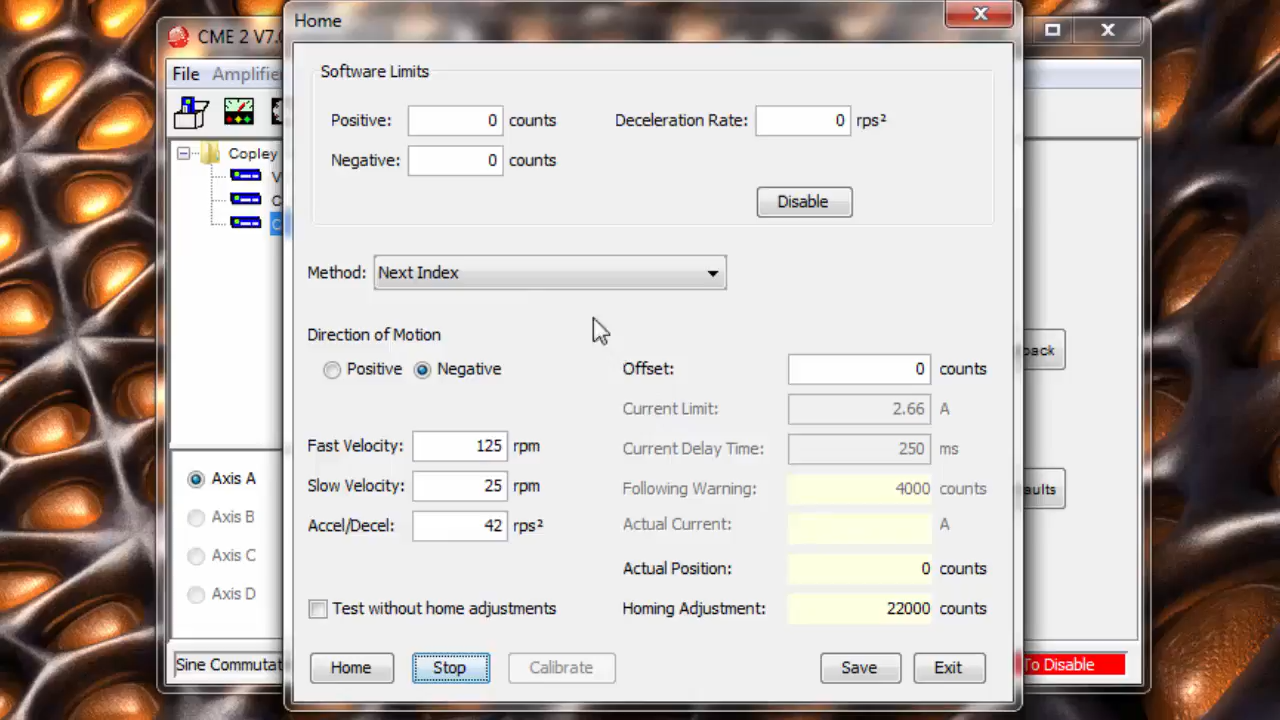 Home
CME 2 V7.0
File Amplifie
Software Limits
Positive: 0 counts Deceleration Rate: 0 rps²
Negative: 0 counts
Disable
Copley
V
C
C
Method: Next Index
Direction of Motion
Positive Negative
Offset: 0 counts
back
Current Limit: 2.66 A
Fast Velocity: 125 rpm
Current Delay Time: 250 ms
Slow Velocity: 25 rpm
Following Warning: 4000 counts
aults
Accel/Decel: 42 rps²
Actual Current: A
Actual Position: 0 counts
Test without home adjustments
Homing Adjustment: 22000 counts
Axis A
Axis B
Axis C
Axis D
Home Stop Calibrate Save Exit
Sine Commutat
To Disable